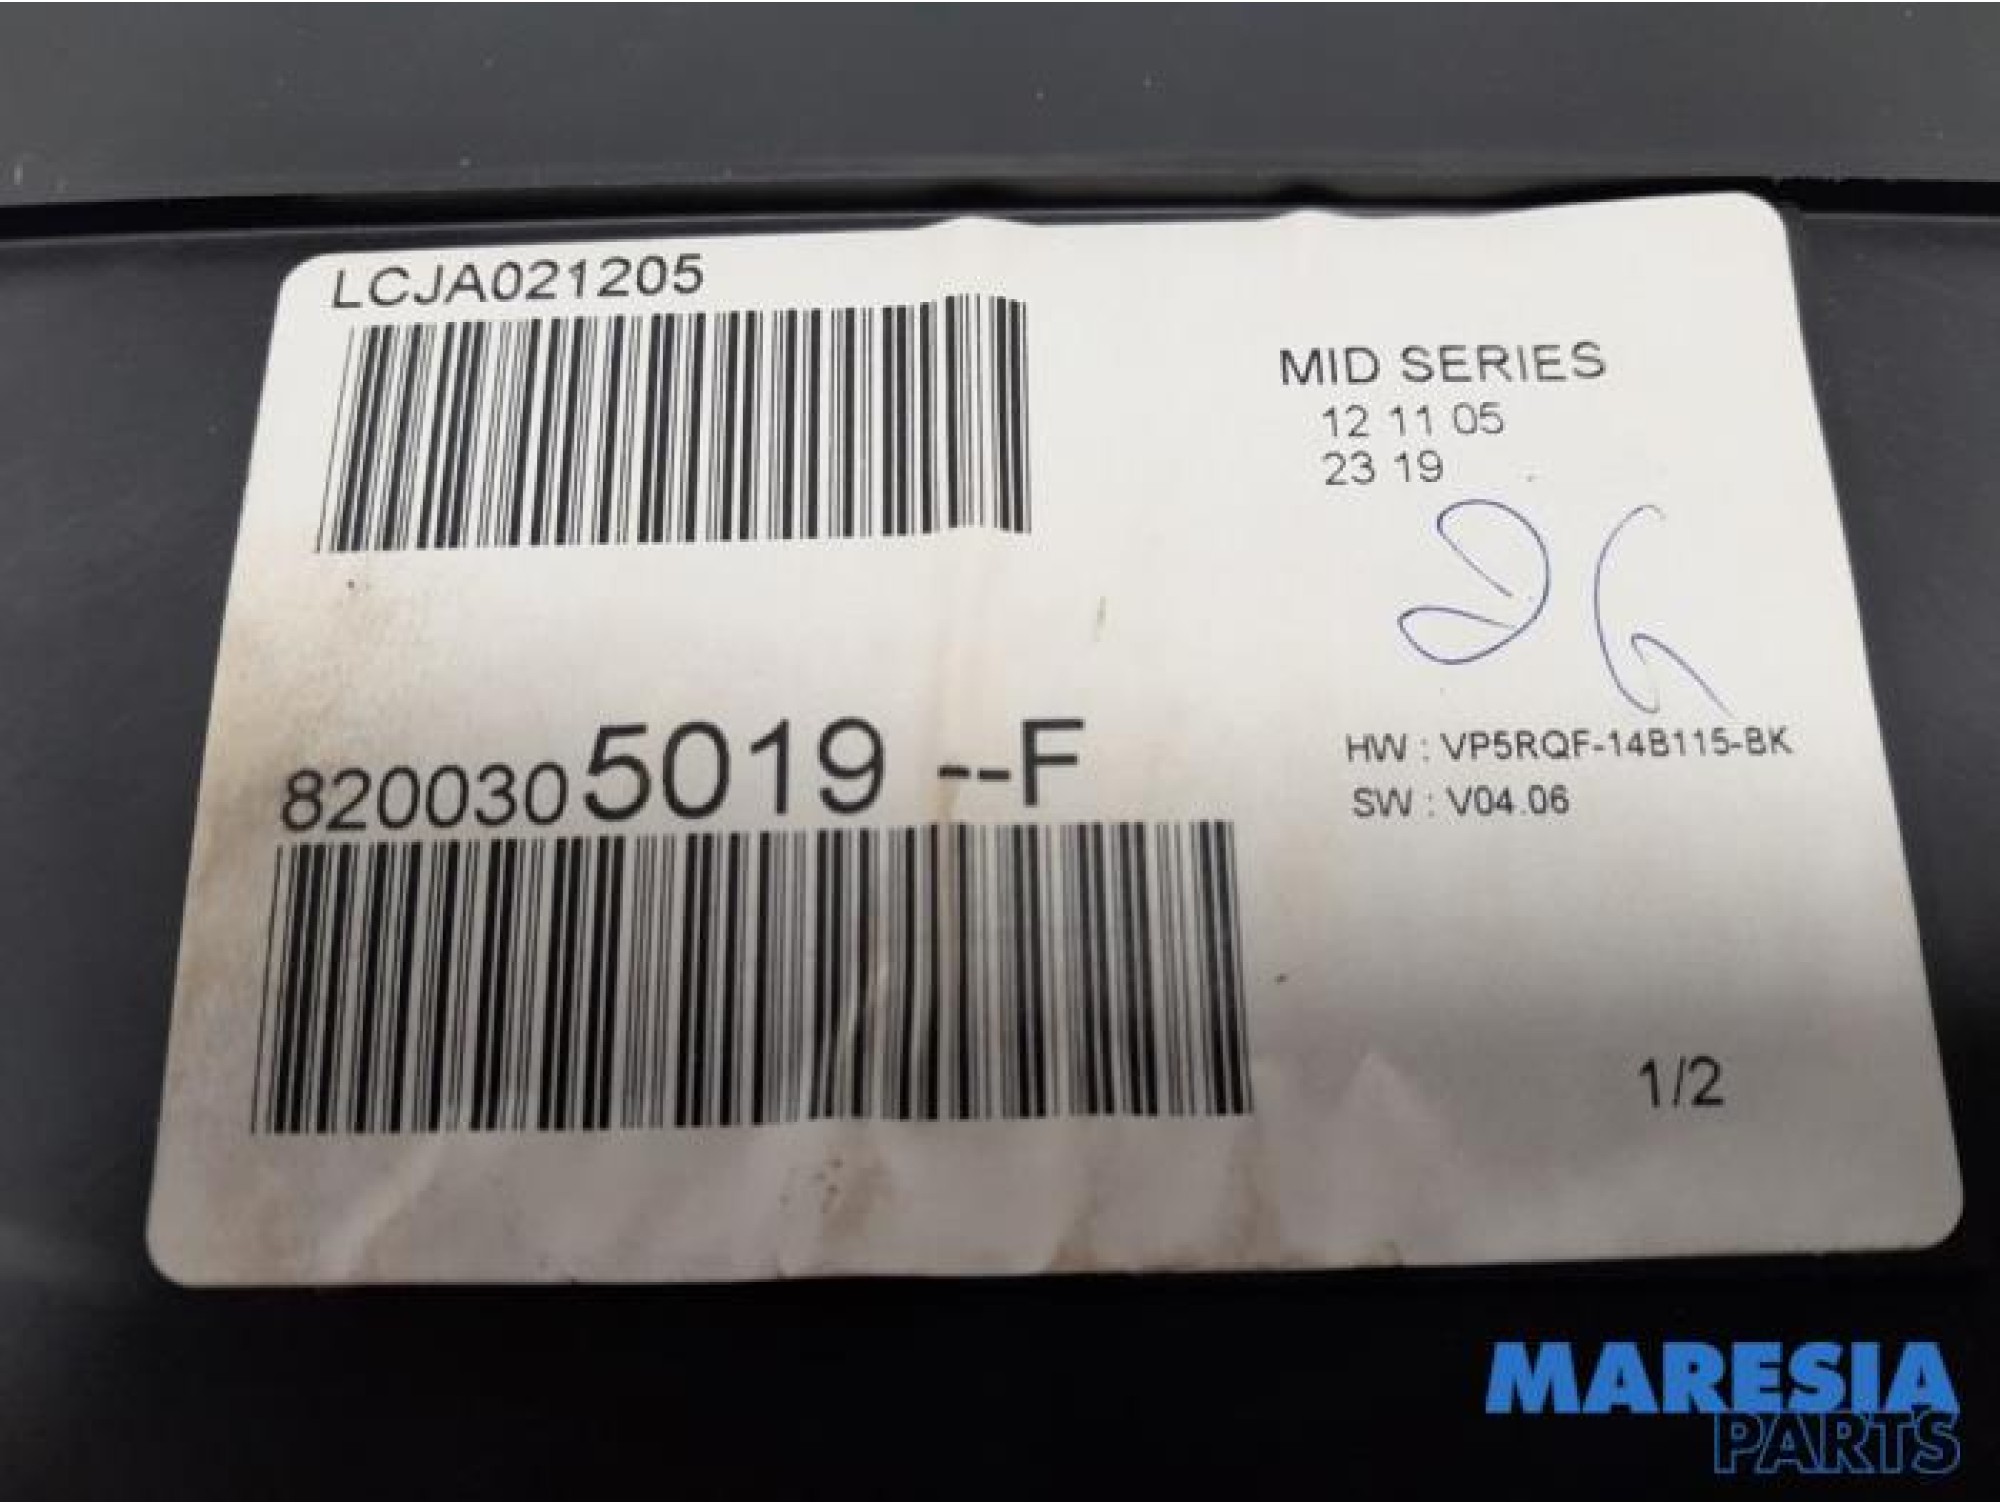 LCJA021205
MID SERIES
12 11 05
23 19
26
8200305019--F
HW : VP5RQF-14B115-BK
SW : V04.06
1/2
MARESIA
PARTS